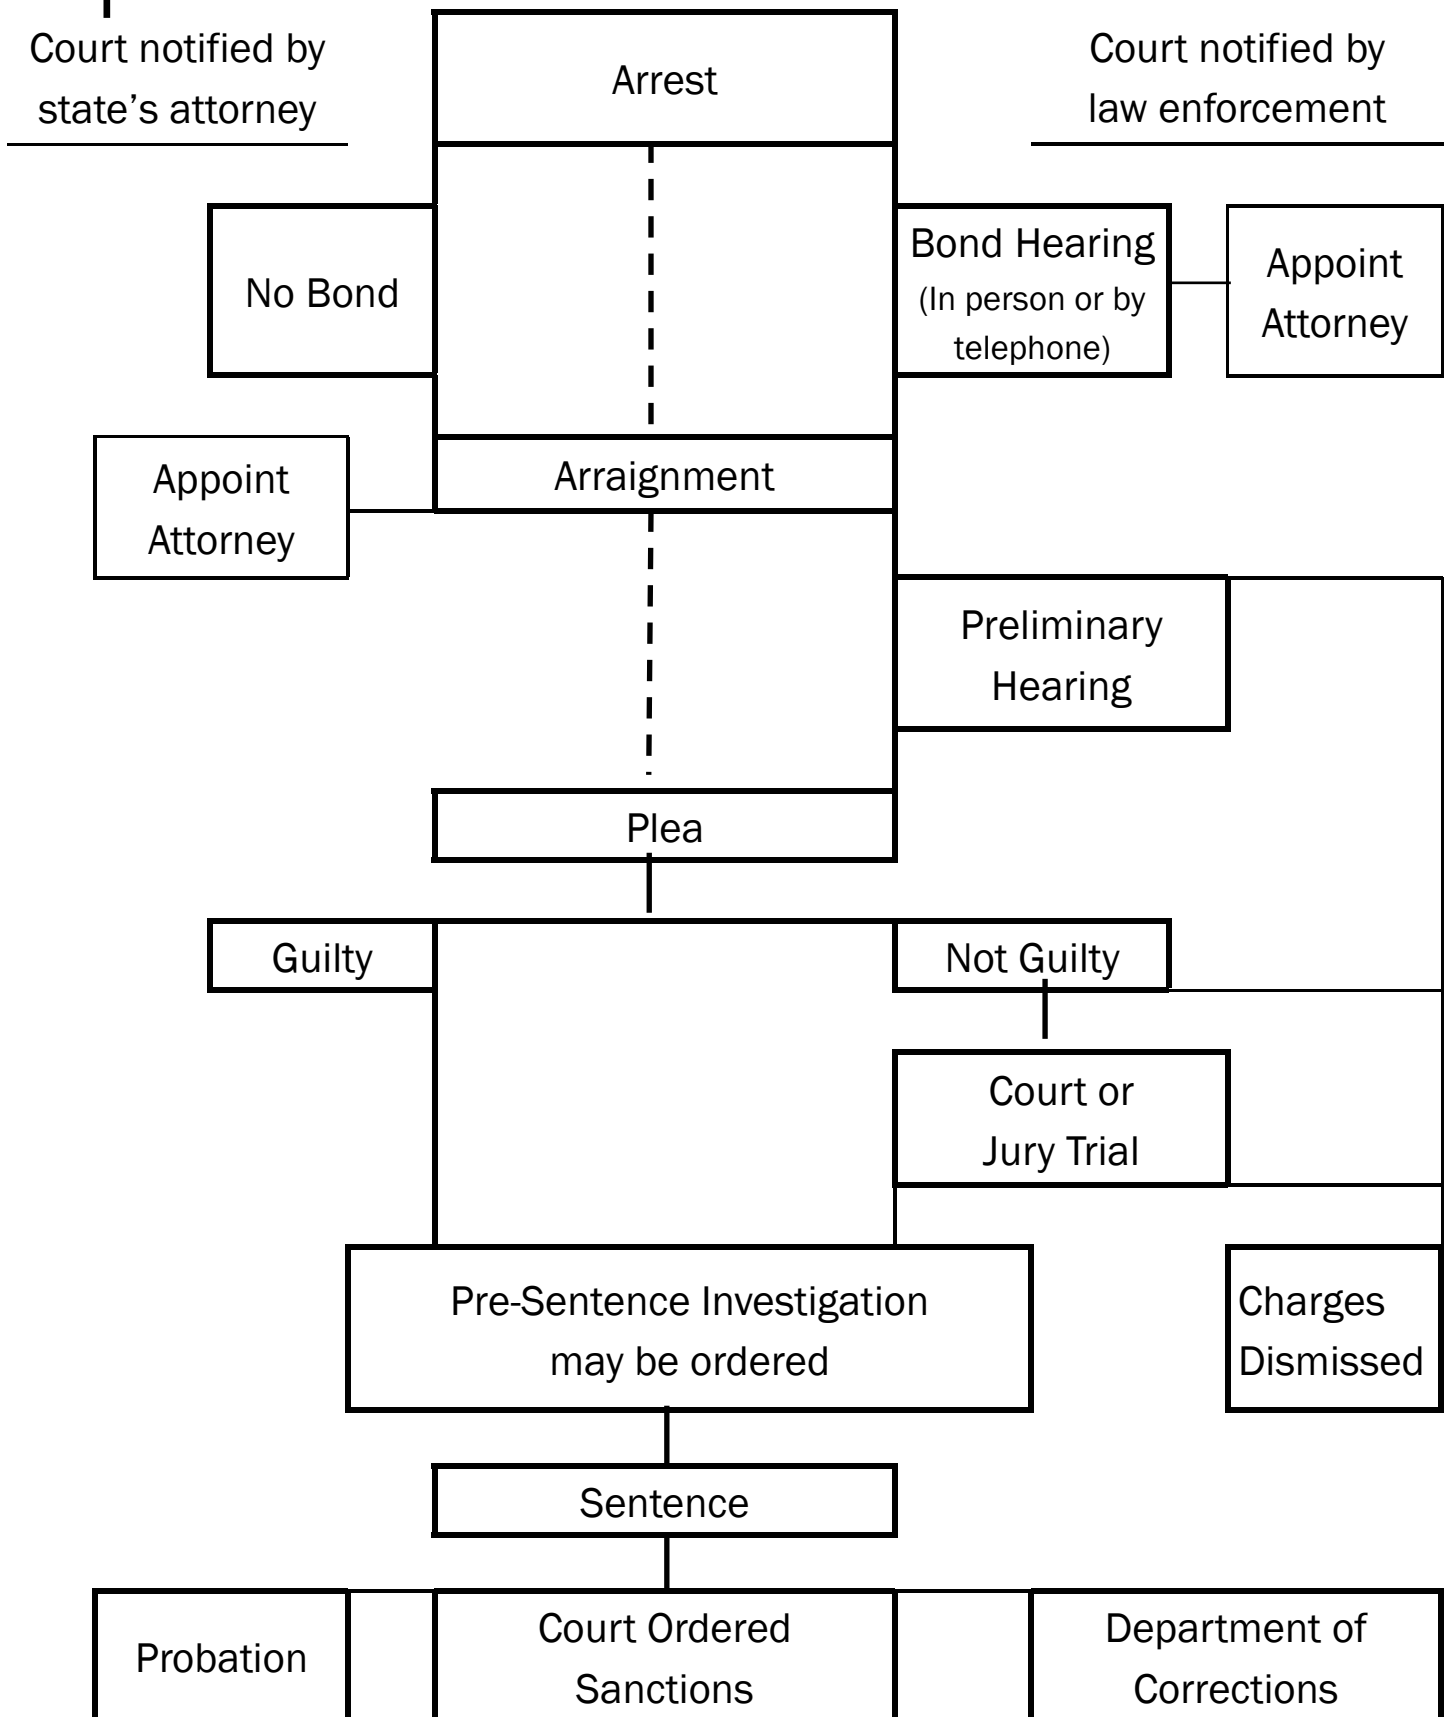 Court notified by
state's attorney
Arrest
Court notified by
law enforcement
No Bond
Bond Hearing
(In person or by
telephone)
Appoint
Attorney
Appoint
Attorney
Arraignment
Preliminary
Hearing
Plea
Guilty
Not Guilty
Court or
Jury Trial
Pre-Sentence Investigation
may be ordered
Charges
Dismissed
Sentence
Probation
Court Ordered
Sanctions
Department of
Corrections